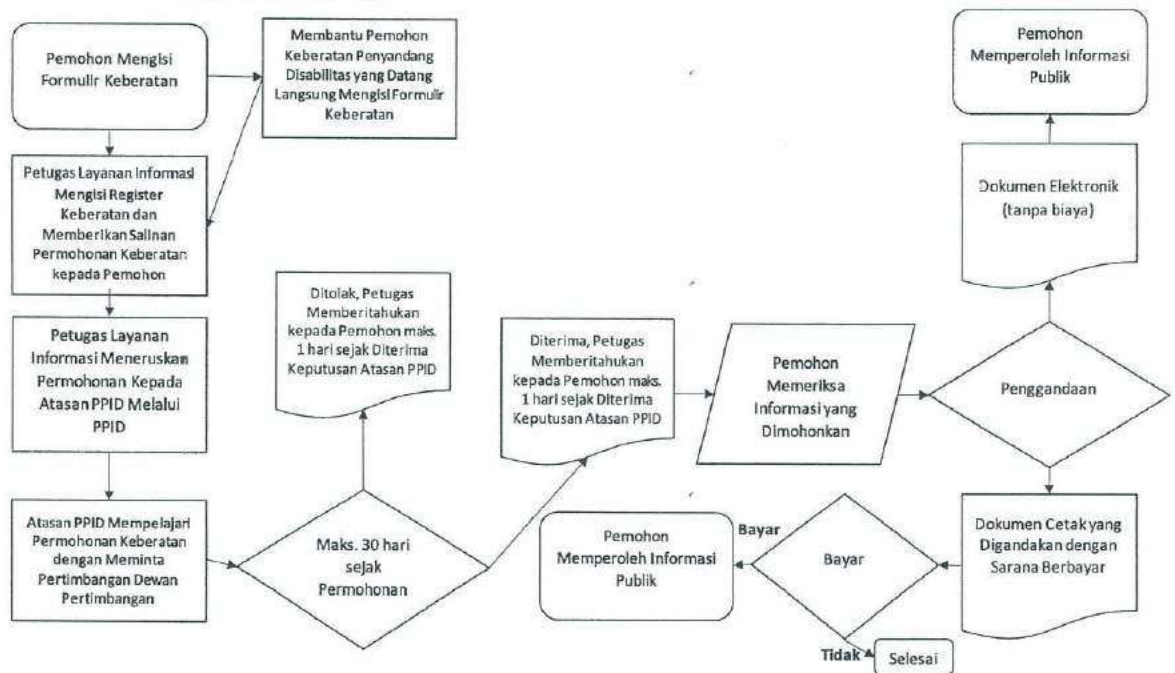 Pemohon Mengisi
Formulir Keberatan
Membantu Pemohon
Keberatan Penyandang
Disabilitas yang Datang
Langsung Mengisi Formulir
Keberatan
Petugas Layanan Informasi
Mengisi Register
Keberatan dan
Memberikan Salinan
Permohonan Keberatan
kepada Pemohon
Petugas Layanan
Informasi Meneruskan
Permohonan Kepada
Atasan PPID Melalui
PPID
Atasan PPID Mempelajari
Permohonan Keberatan
dengan Meminta
Pertimbangan Dewan
Pertimbangan
Maks. 30 hari
sejak
Permohonan
Ditolak, Petugas
Memberitahukan
kepada Pemohon maks.
1 hari sejak Diterima
Keputusan Atasan PPID
Diterima, Petugas
Memberitahukan
kepada Pemohon maks.
1 hari sejak Diterima
Keputusan Atasan PPID
Pemohon
Memeriksa
Informasi yang
Dimohonkan
Penggandaan
Dokumen Elektronik
(tanpa biaya)
Pemohon
Memperoleh Informasi
Publik
Dokumen Cetak yang
Digandakan dengan
Sarana Berbayar
Bayar
Bayar
Pemohon
Memperoleh Informasi
Publik
Tidak
Selesai